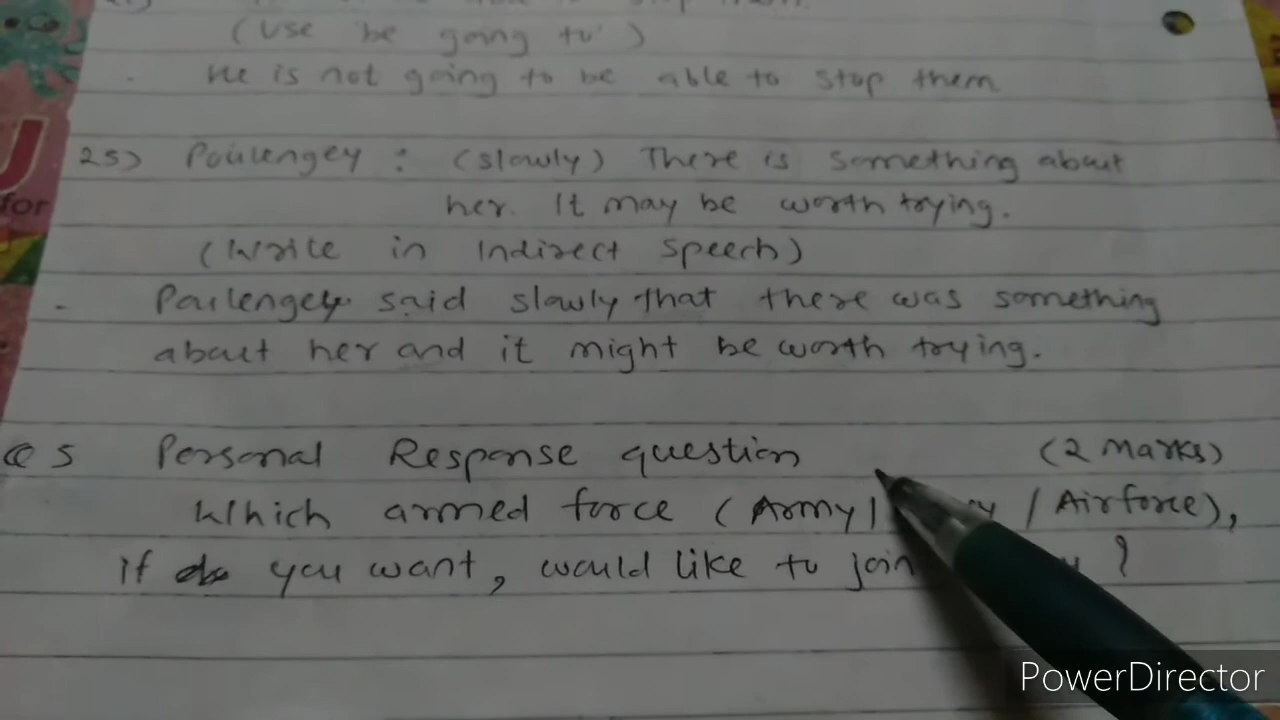 (Use be going to)
. He is not going to be able to stop them
25) Poulengey : (slowly) There is something about
her. It may be worth trying.
(Write in Indirect speech)
. Poulengey said slowly that there was something
about her and it might be worth trying.
Q5 Personal Response question (2 Marks)
Which armed force (Army / / Airforce),
if you want, would like to join ?
U
for
PowerDirector